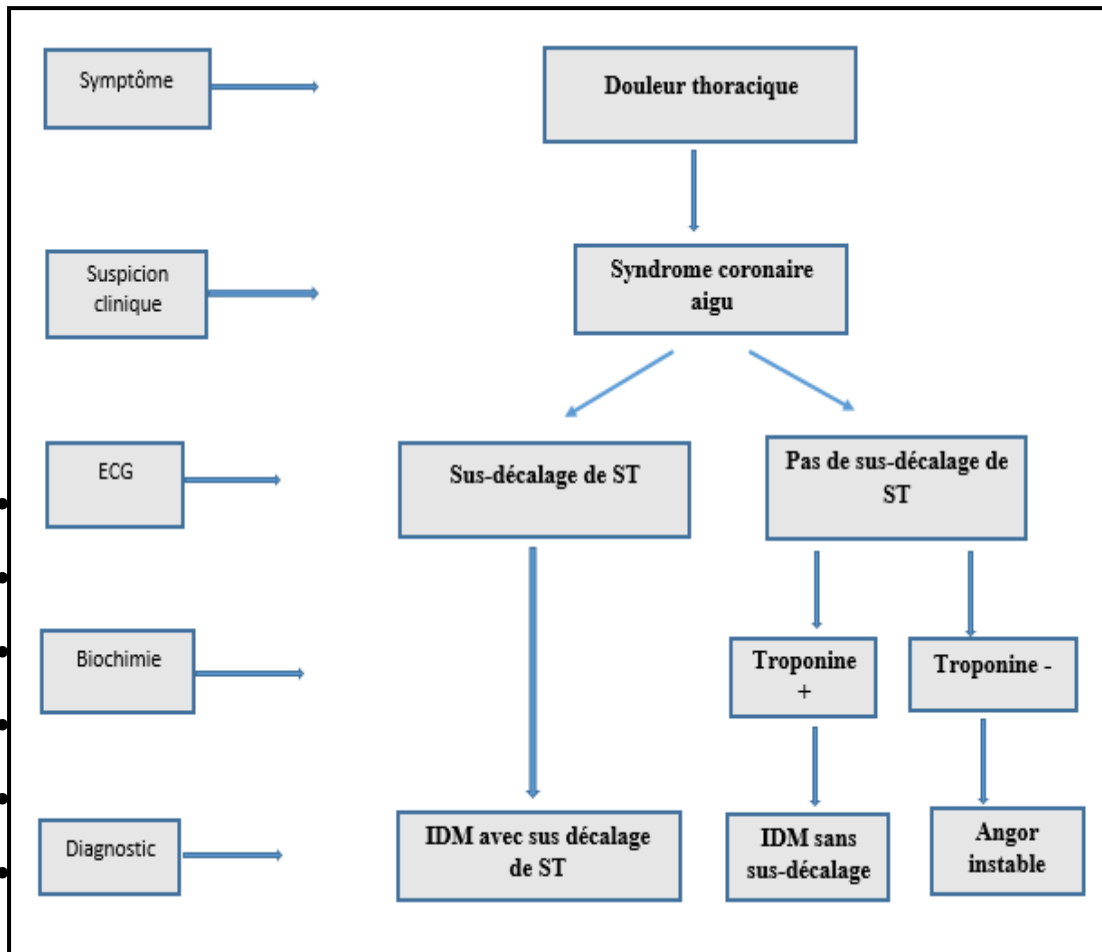 Symptôme
Douleur thoracique
Suspicion
clinique
Syndrome coronaire
aigu
ECG
Sus-décalage de ST
Pas de sus-décalage de
ST
Biochimie
Troponine
+
Troponine -
Diagnostic
IDM avec sus décalage
de ST
IDM sans
sus-décalage
Angor
instable